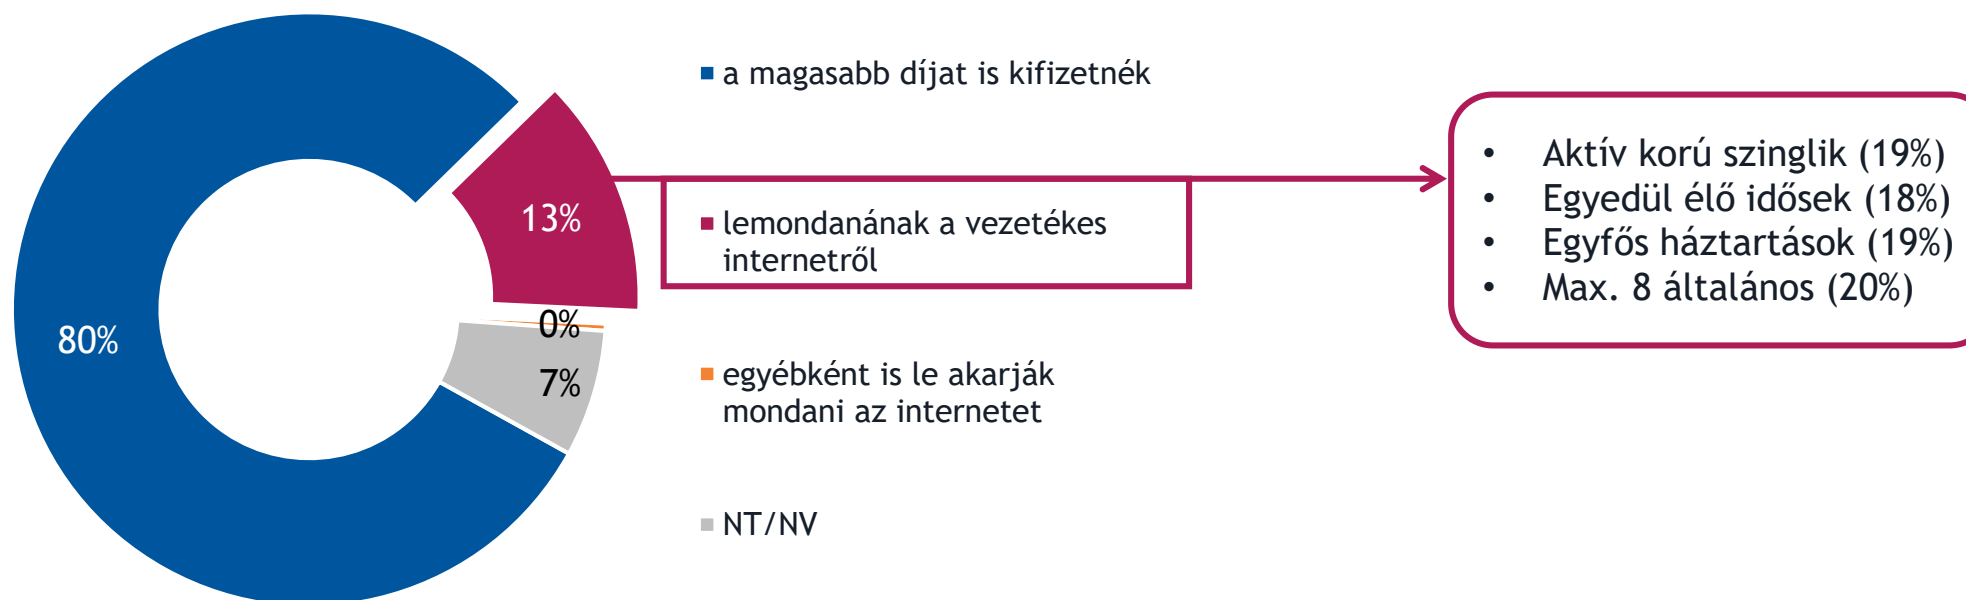 80%
13%
0%
7%
a magasabb díjat is kifizetnék
lemondanának a vezetékes
internetről
egyébként is le akarják
mondani az internetet
NT/NV
• Aktív korú szinglik (19%)
• Egyedül élő idősek (18%)
• Egyfős háztartások (19%)
• Max. 8 általános (20%)